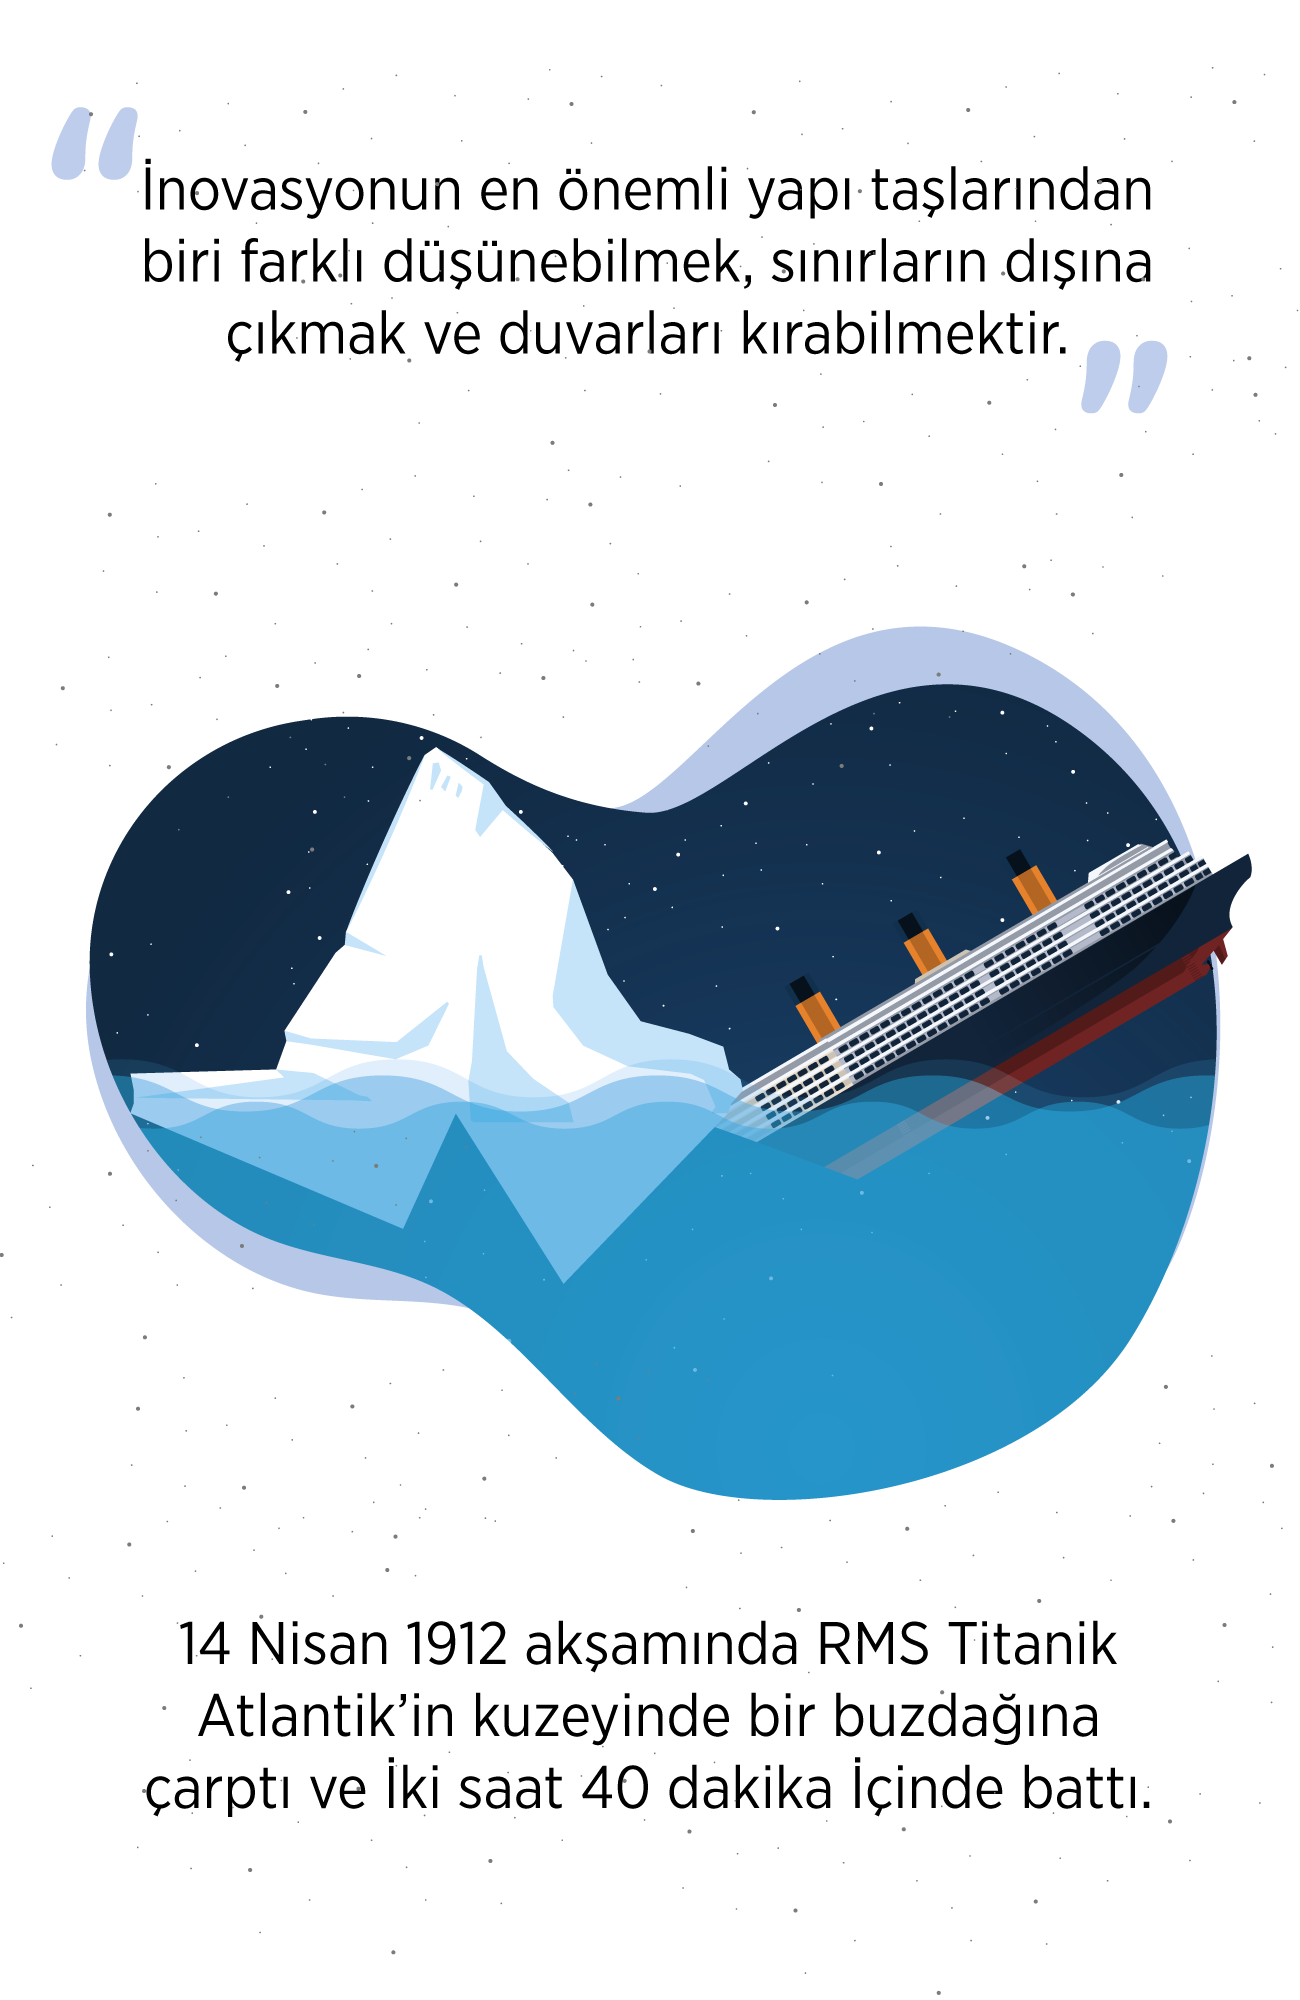 “İnovasyonun en önemli yapı taşlarından
biri farklı düşünebilmek, sınırların dışına
çıkmak ve duvarları kırabilmektir.”
14 Nisan 1912 akşamında RMS Titanik
Atlantik’in kuzeyinde bir buzdağına
çarptı ve İki saat 40 dakika İçinde battı.